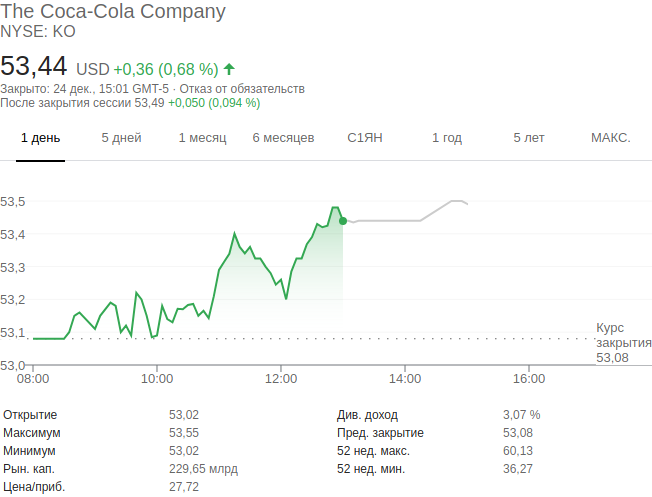 The Coca-Cola Company
NYSE: KO
53,44 USD +0,36 (0,68 %)
Закрыто: 24 дек., 15:01 GMT-5 · Отказ от обязательств
После закрытия сессии 53,49 +0,050 (0,094 %)
1 день 5 дней 1 месяц 6 месяцев С1ЯН 1 год 5 лет МАКС.
53,5
53,4
53,3
53,2
53,1
53,0
Курс
закрытия
53,08
08:00 10:00 12:00 14:00 16:00
Открытие 53,02 Див. доход 3,07 %
Максимум 53,55 Пред. закрытие 53,08
Минимум 53,02 52 нед. макс. 60,13
Рын. кап. 229,65 млрд 52 нед. мин. 36,27
Цена/приб. 27,72